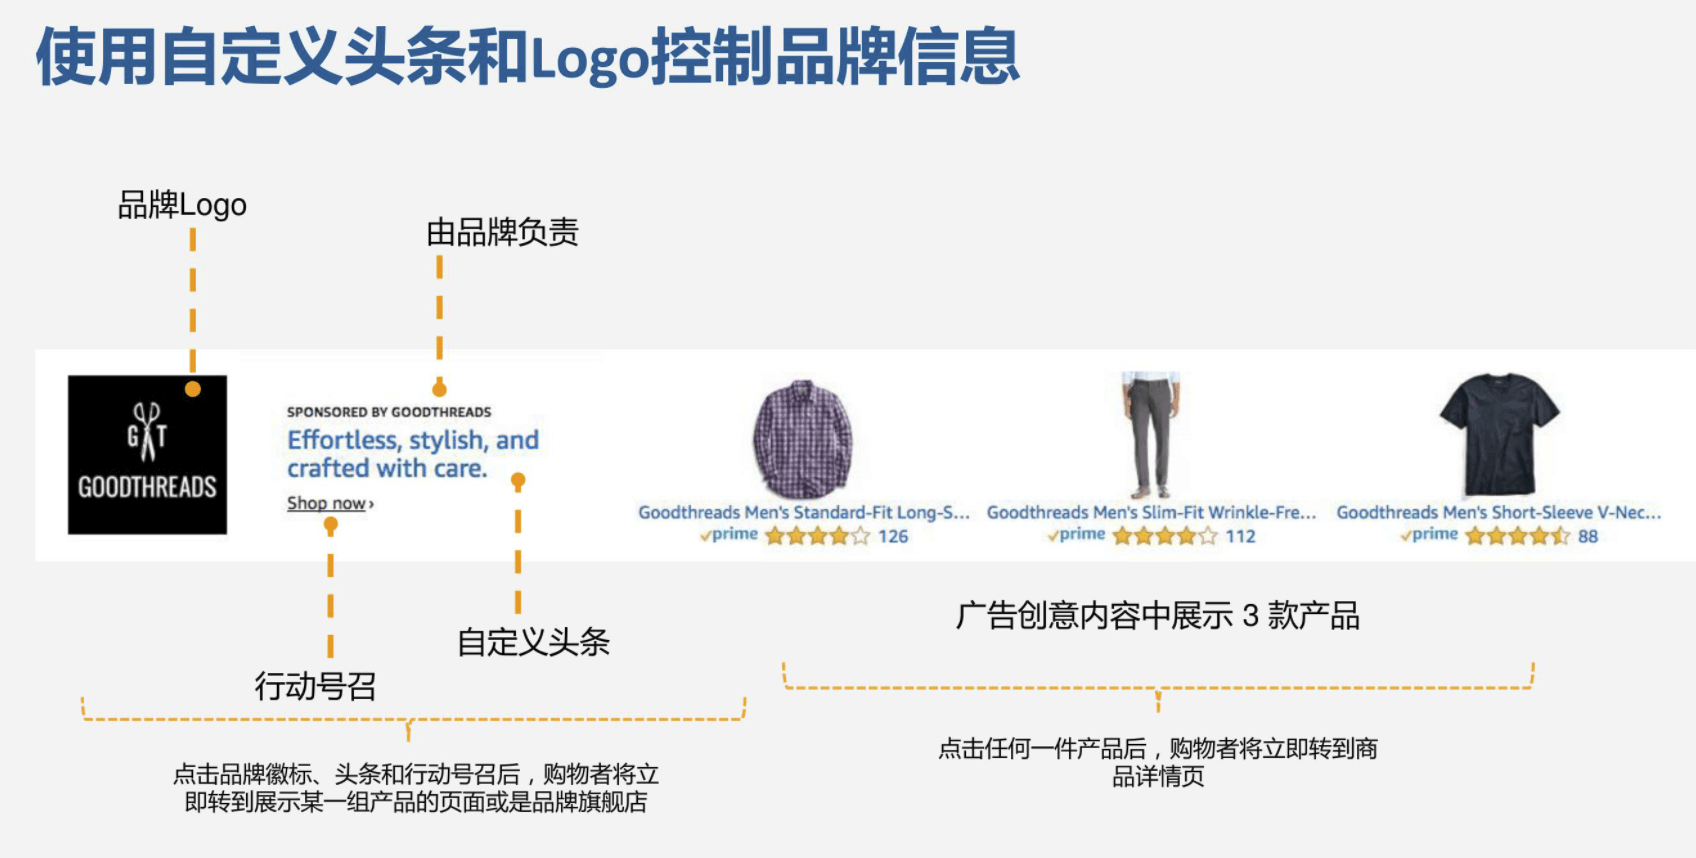 使用自定义头条和Logo控制品牌信息
品牌Logo
由品牌负责
G T
GOODTHREADS
SPONSORED BY GOODTHREADS
Effortless, stylish, and
crafted with care.
Shop now ›
Goodthreads Men's Standard-Fit Long-S...
prime 126
Goodthreads Men's Slim-Fit Wrinkle-Fre...
prime 112
Goodthreads Men's Short-Sleeve V-Nec...
prime 88
自定义头条
行动号召
广告创意内容中展示 3 款产品
点击品牌徽标、头条和行动号召后，购物者将立
即转到展示某一组产品的页面或是品牌旗舰店
点击任何一件产品后，购物者将立即转到商
品详情页